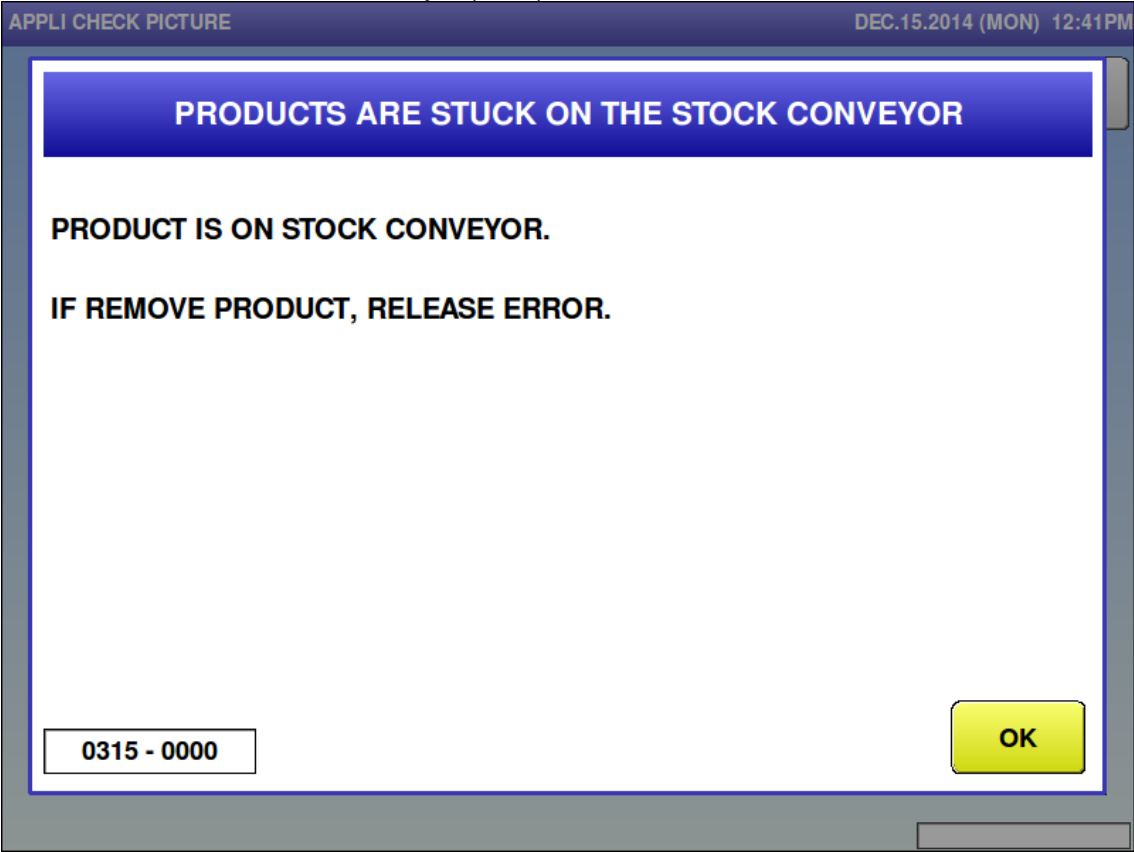 APPLI CHECK PICTURE
DEC.15.2014 (MON) 12:41PM
PRODUCTS ARE STUCK ON THE STOCK CONVEYOR
PRODUCT IS ON STOCK CONVEYOR.
IF REMOVE PRODUCT, RELEASE ERROR.
0315 - 0000
OK